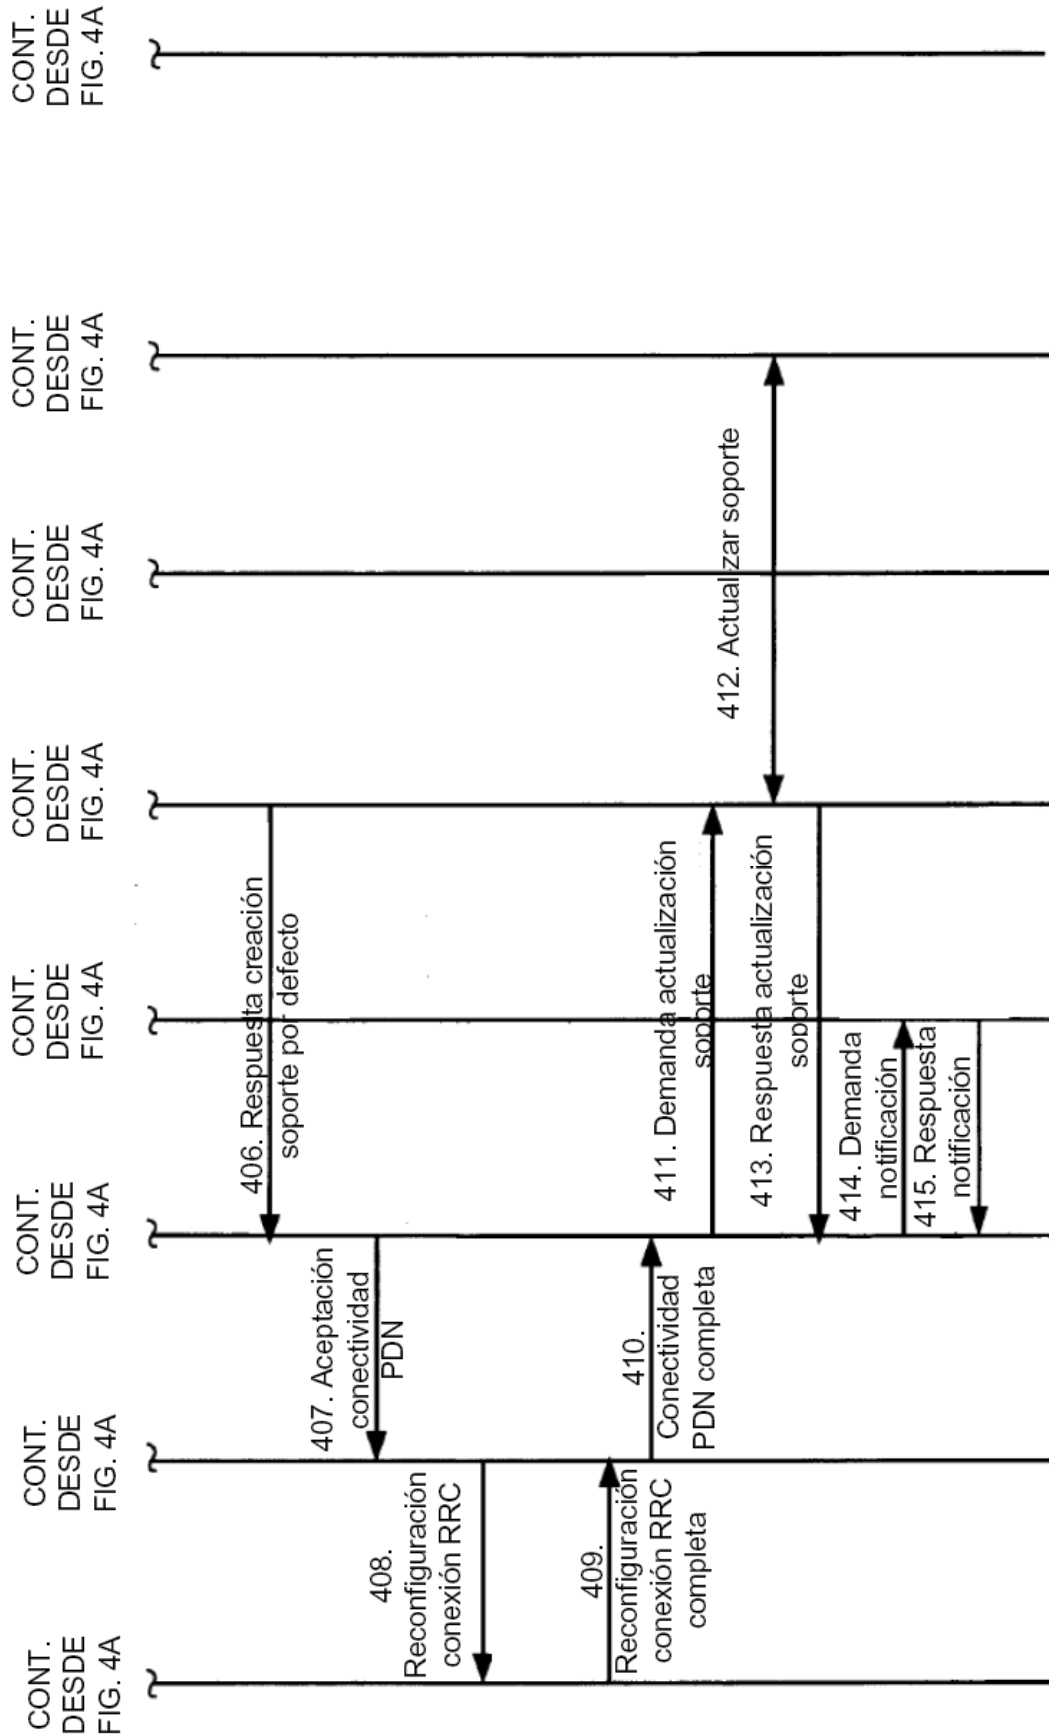 CONT.
DESDE
FIG. 4A
CONT.
DESDE
FIG. 4A
CONT.
DESDE
FIG. 4A
CONT.
DESDE
FIG. 4A
CONT.
DESDE
FIG. 4A
CONT.
DESDE
FIG. 4A
CONT.
DESDE
FIG. 4A
CONT.
DESDE
FIG. 4A
406. Respuesta creación
soporte por defecto
407. Aceptación
conectividad
PDN
408.
Reconfiguración
conexión RRC
409.
Reconfiguración
conexión RRC
completa
410.
Conectividad
PDN completa
411. Demanda actualización
soporte
412. Actualizar soporte
413. Respuesta actualización
soporte
414. Demanda
notificación
415. Respuesta
notificación